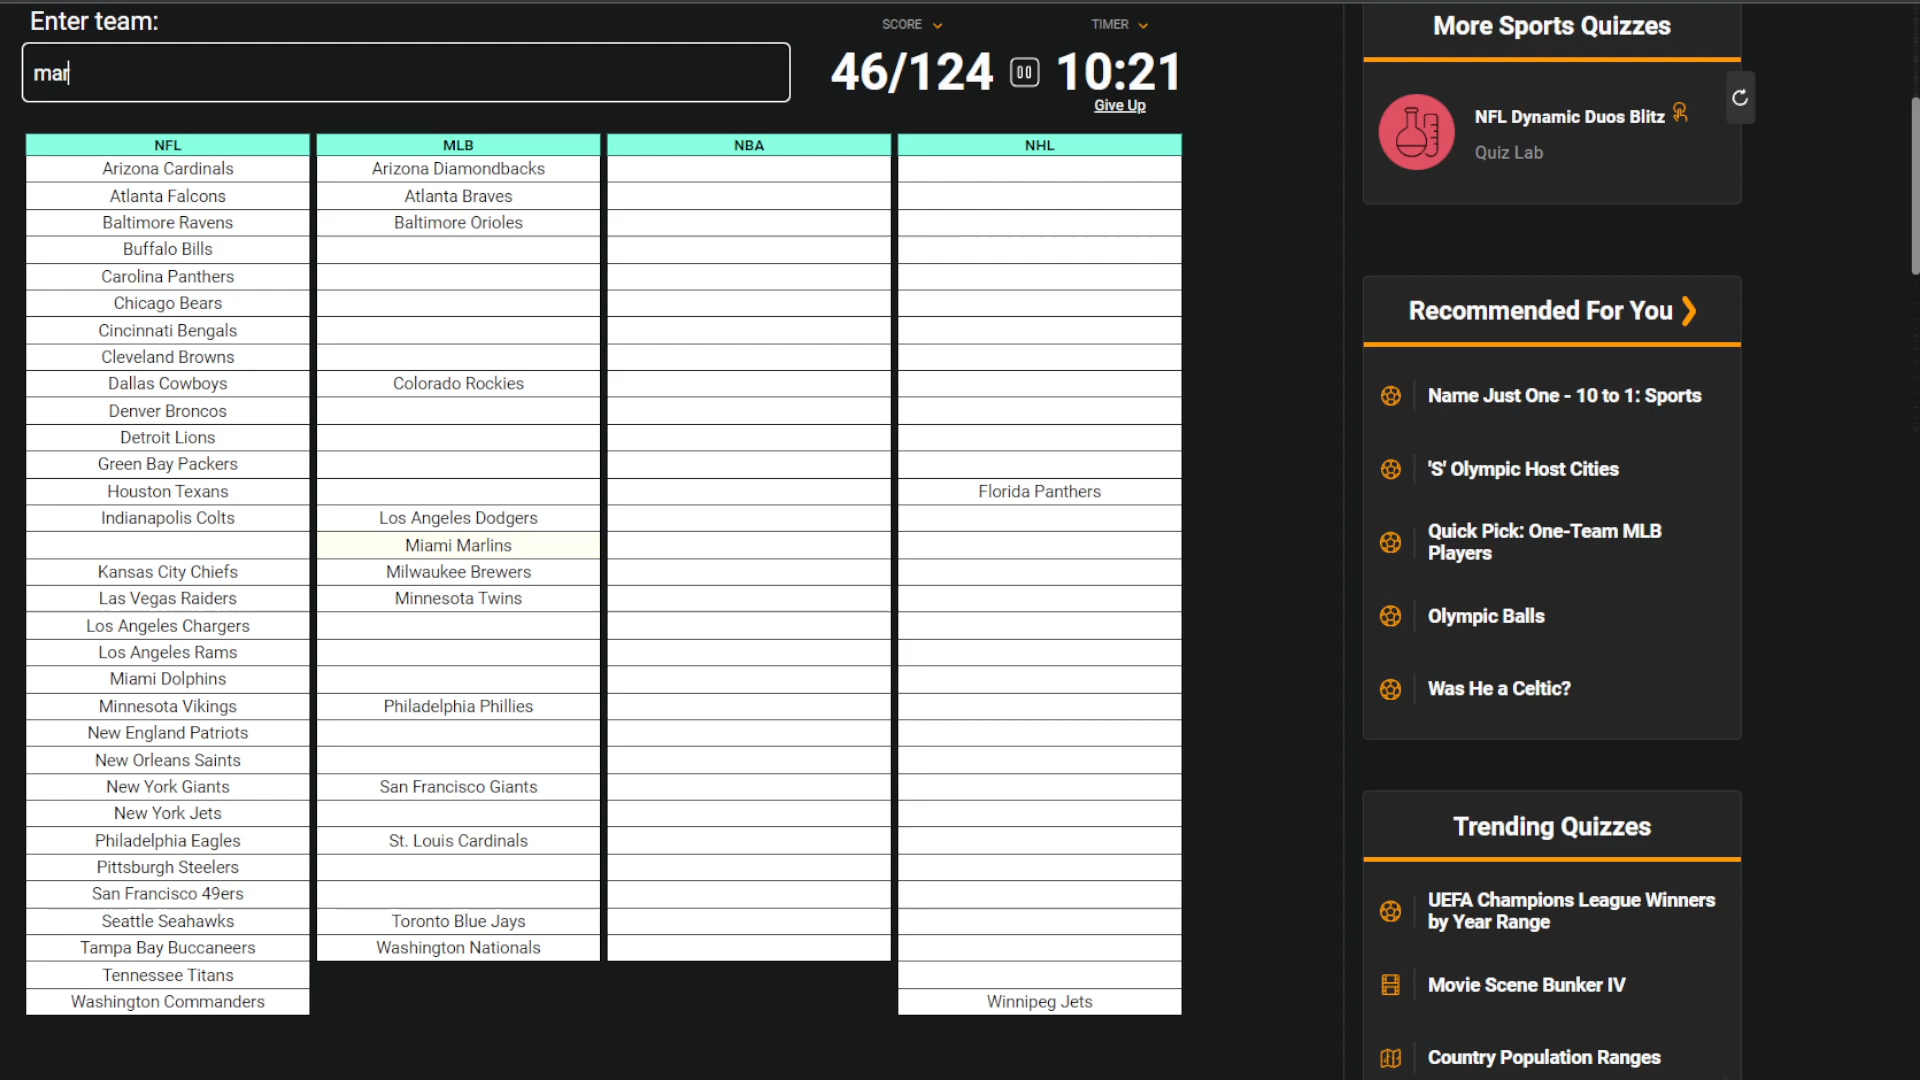 Enter team:
mar
SCORE
TIMER
46/124
10:21
Give Up
NFL
MLB
NBA
NHL
Arizona Cardinals
Arizona Diamondbacks
Atlanta Falcons
Atlanta Braves
Baltimore Ravens
Baltimore Orioles
Buffalo Bills
Carolina Panthers
Chicago Bears
Cincinnati Bengals
Cleveland Browns
Dallas Cowboys
Colorado Rockies
Denver Broncos
Detroit Lions
Green Bay Packers
Houston Texans
Florida Panthers
Indianapolis Colts
Los Angeles Dodgers
Miami Marlins
Kansas City Chiefs
Milwaukee Brewers
Las Vegas Raiders
Minnesota Twins
Los Angeles Chargers
Los Angeles Rams
Miami Dolphins
Minnesota Vikings
Philadelphia Phillies
New England Patriots
New Orleans Saints
New York Giants
San Francisco Giants
New York Jets
Philadelphia Eagles
St. Louis Cardinals
Pittsburgh Steelers
San Francisco 49ers
Seattle Seahawks
Toronto Blue Jays
Tampa Bay Buccaneers
Washington Nationals
Tennessee Titans
Washington Commanders
Winnipeg Jets
More Sports Quizzes
NFL Dynamic Duos Blitz
Quiz Lab
Recommended For You
Name Just One - 10 to 1: Sports
'S' Olympic Host Cities
Quick Pick: One-Team MLB
Players
Olympic Balls
Was He a Celtic?
Trending Quizzes
UEFA Champions League Winners
by Year Range
Movie Scene Bunker IV
Country Population Ranges